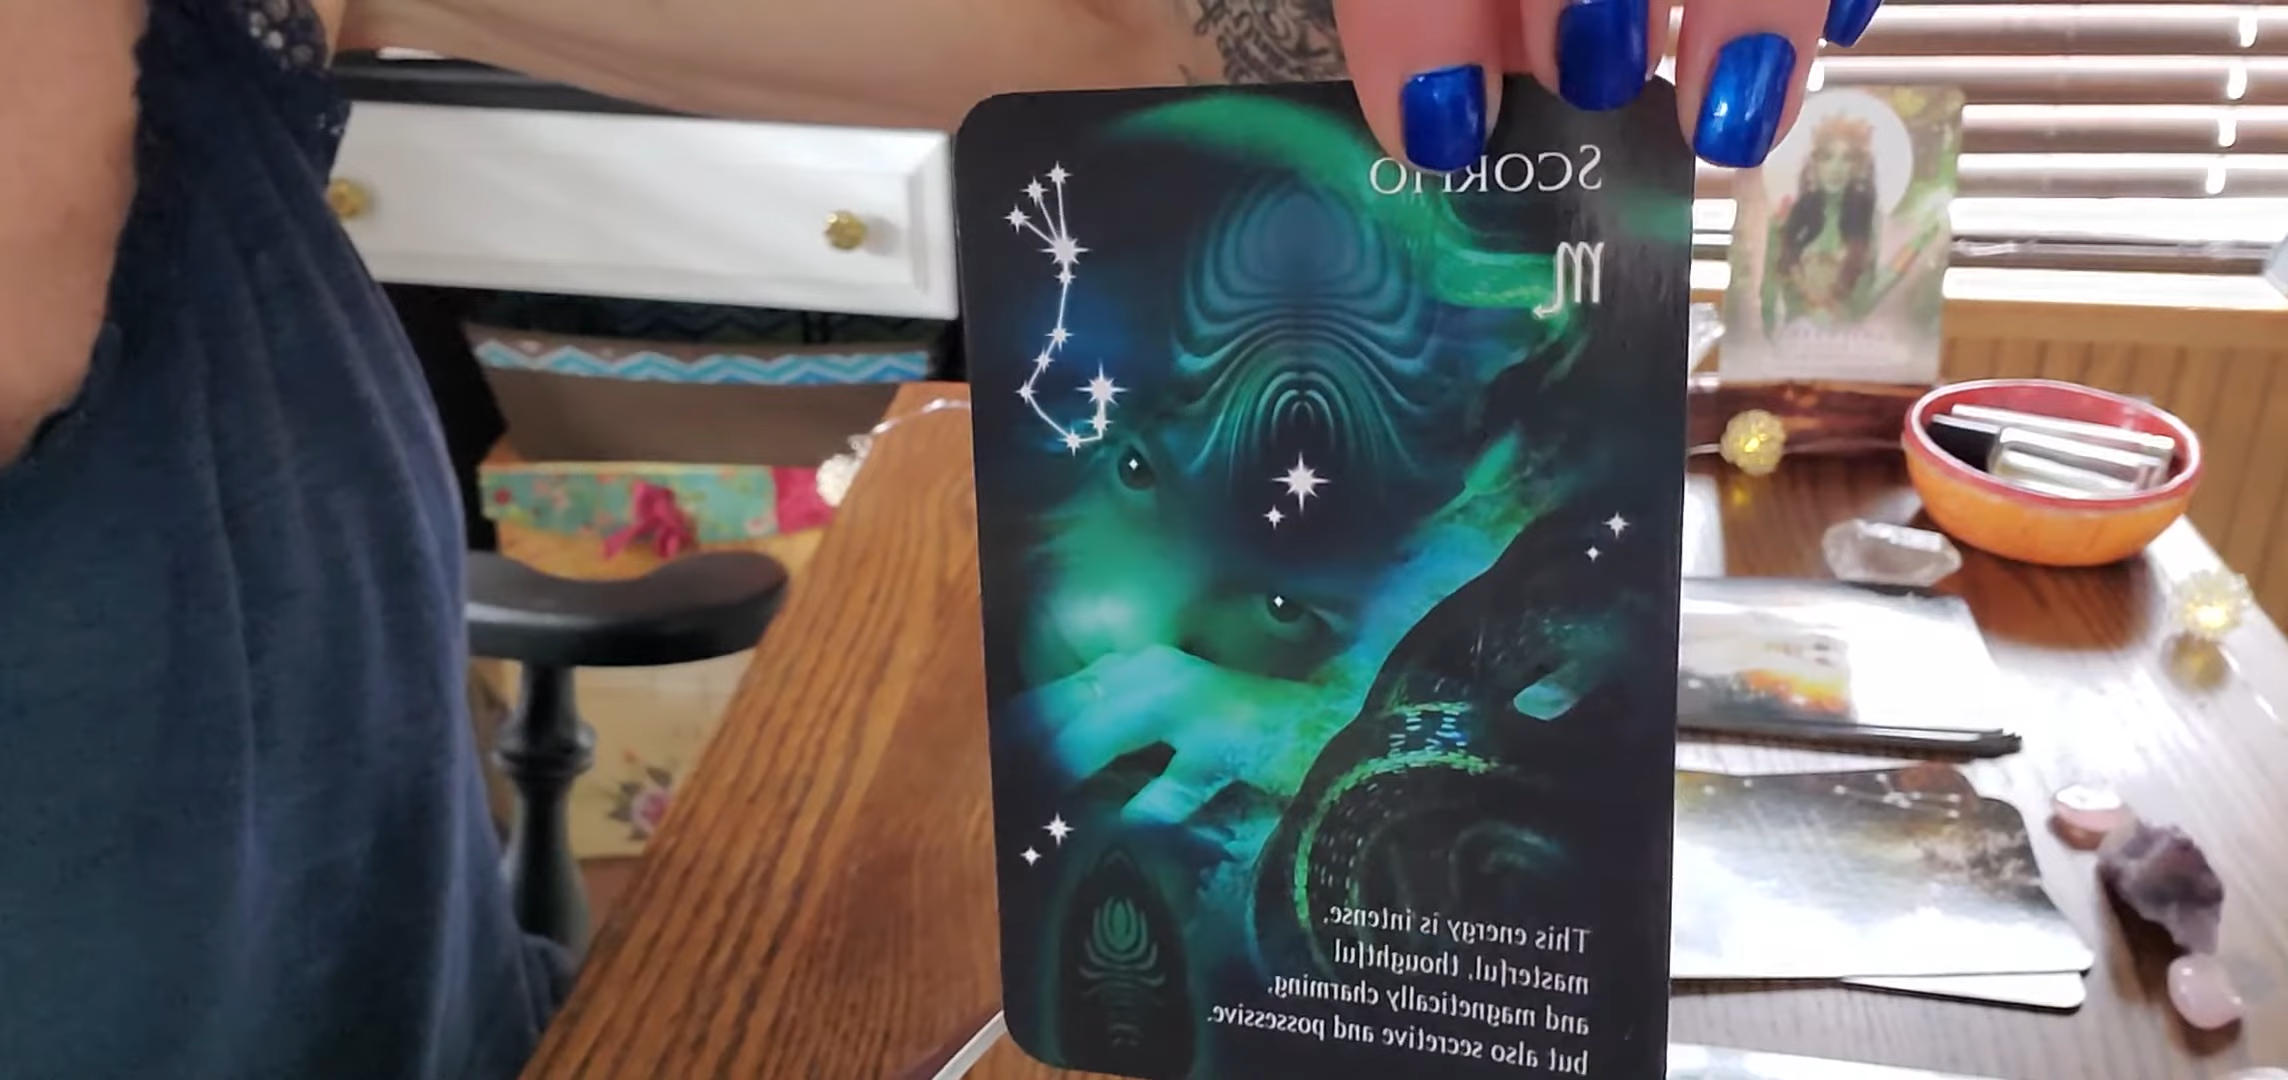 SCORPIO
This energy is intense,
masterful, thoughtful
and magnetically charming,
but also secretive and possessive.